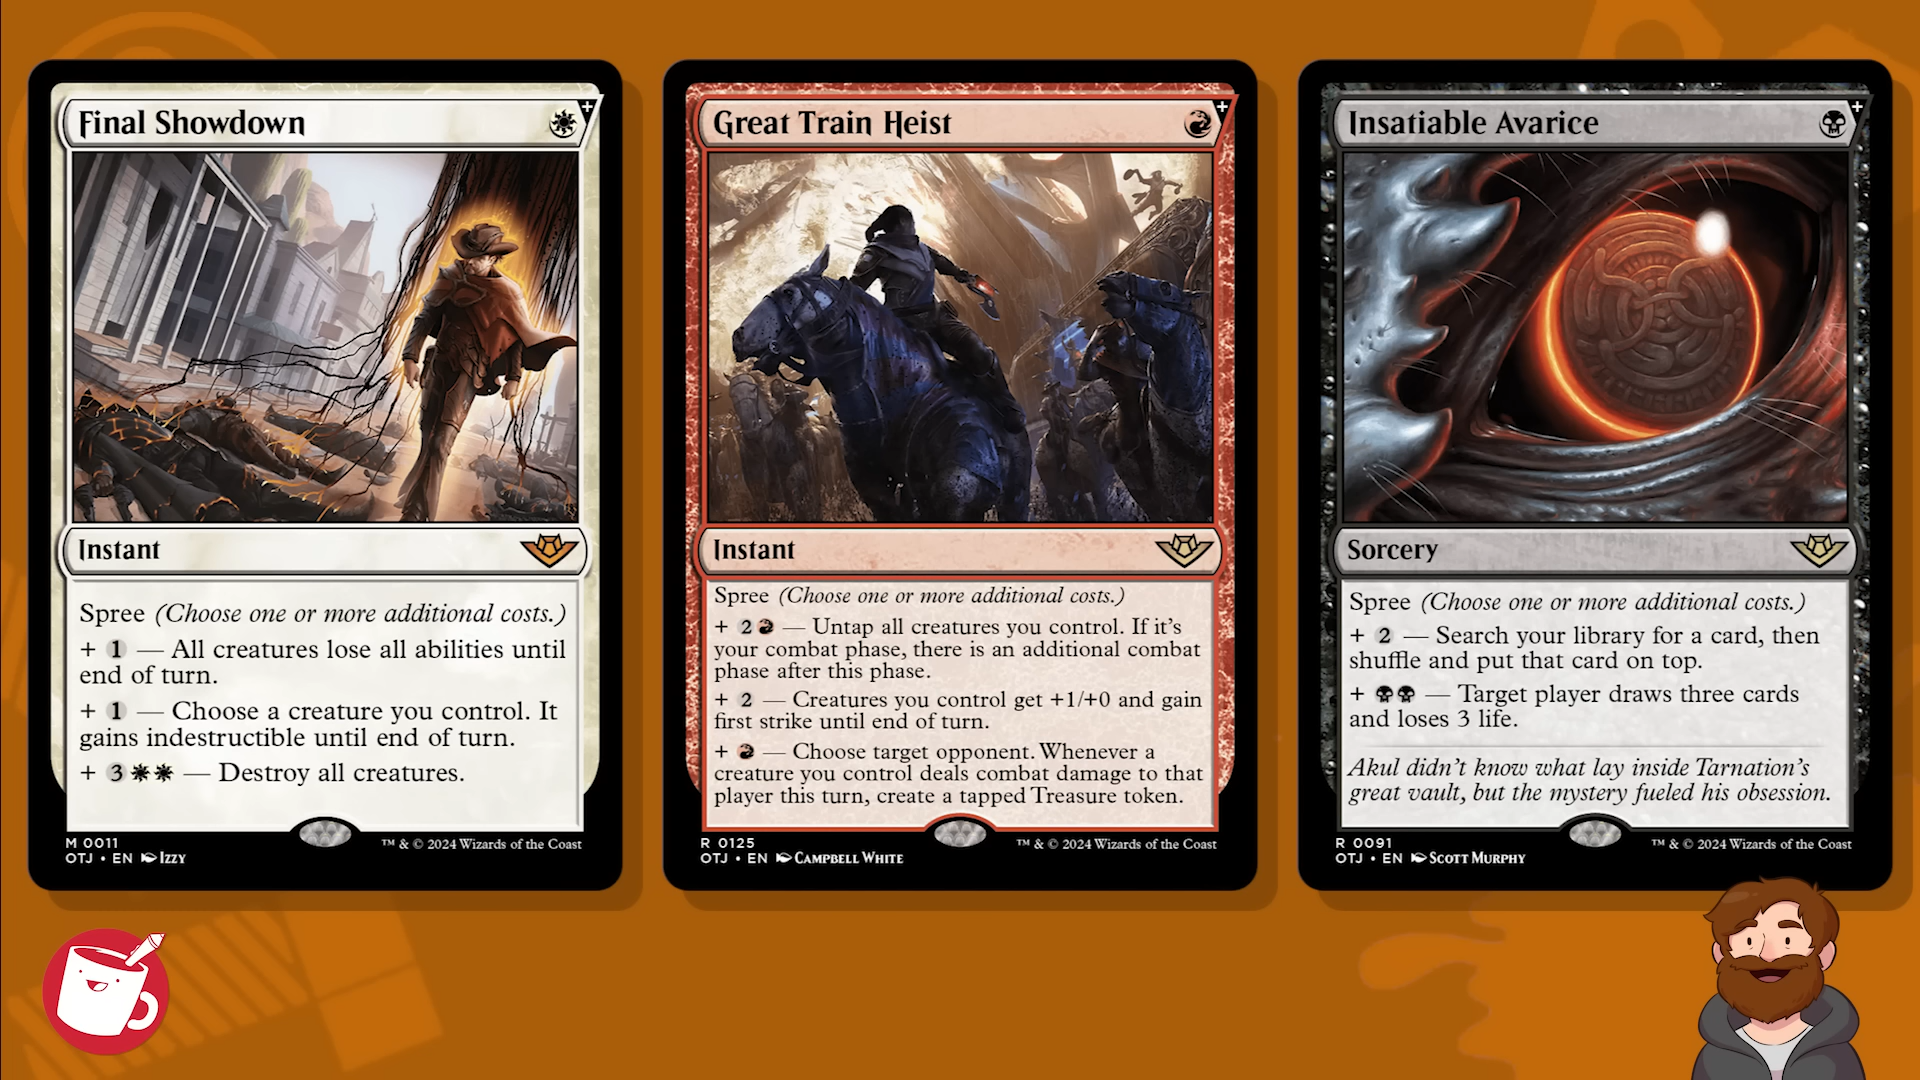 Final Showdown
Instant
Spree (Choose one or more additional costs.)
+ 1 — All creatures lose all abilities until
end of turn.
+ 1 — Choose a creature you control. It
gains indestructible until end of turn.
+ 3 — Destroy all creatures.
M 0011
OTJ • EN Izzy
™ & © 2024 Wizards of the Coast
Great Train Heist
Instant
Spree (Choose one or more additional costs.)
+ 2 — Untap all creatures you control. If it's
your combat phase, there is an additional combat
phase after this phase.
+ 2 — Creatures you control get +1/+0 and gain
first strike until end of turn.
+ — Choose target opponent. Whenever a
creature you control deals combat damage to that
player this turn, create a tapped Treasure token.
R 0125
OTJ • EN Campbell White
™ & © 2024 Wizards of the Coast
Insatiable Avarice
Sorcery
Spree (Choose one or more additional costs.)
+ 2 — Search your library for a card, then
shuffle and put that card on top.
+ — Target player draws three cards
and loses 3 life.
Akul didn't know what lay inside Tarnation's
great vault, but the mystery fueled his obsession.
R 0091
OTJ • EN Scott Murphy
™ & © 2024 Wizards of the Coast